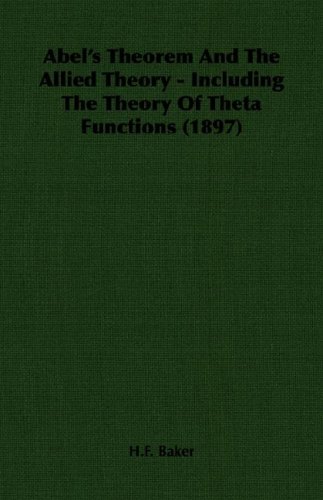 Abel's Theorem And The
Allied Theory - Including
The Theory Of Theta
Functions (1897)
H.F. Baker